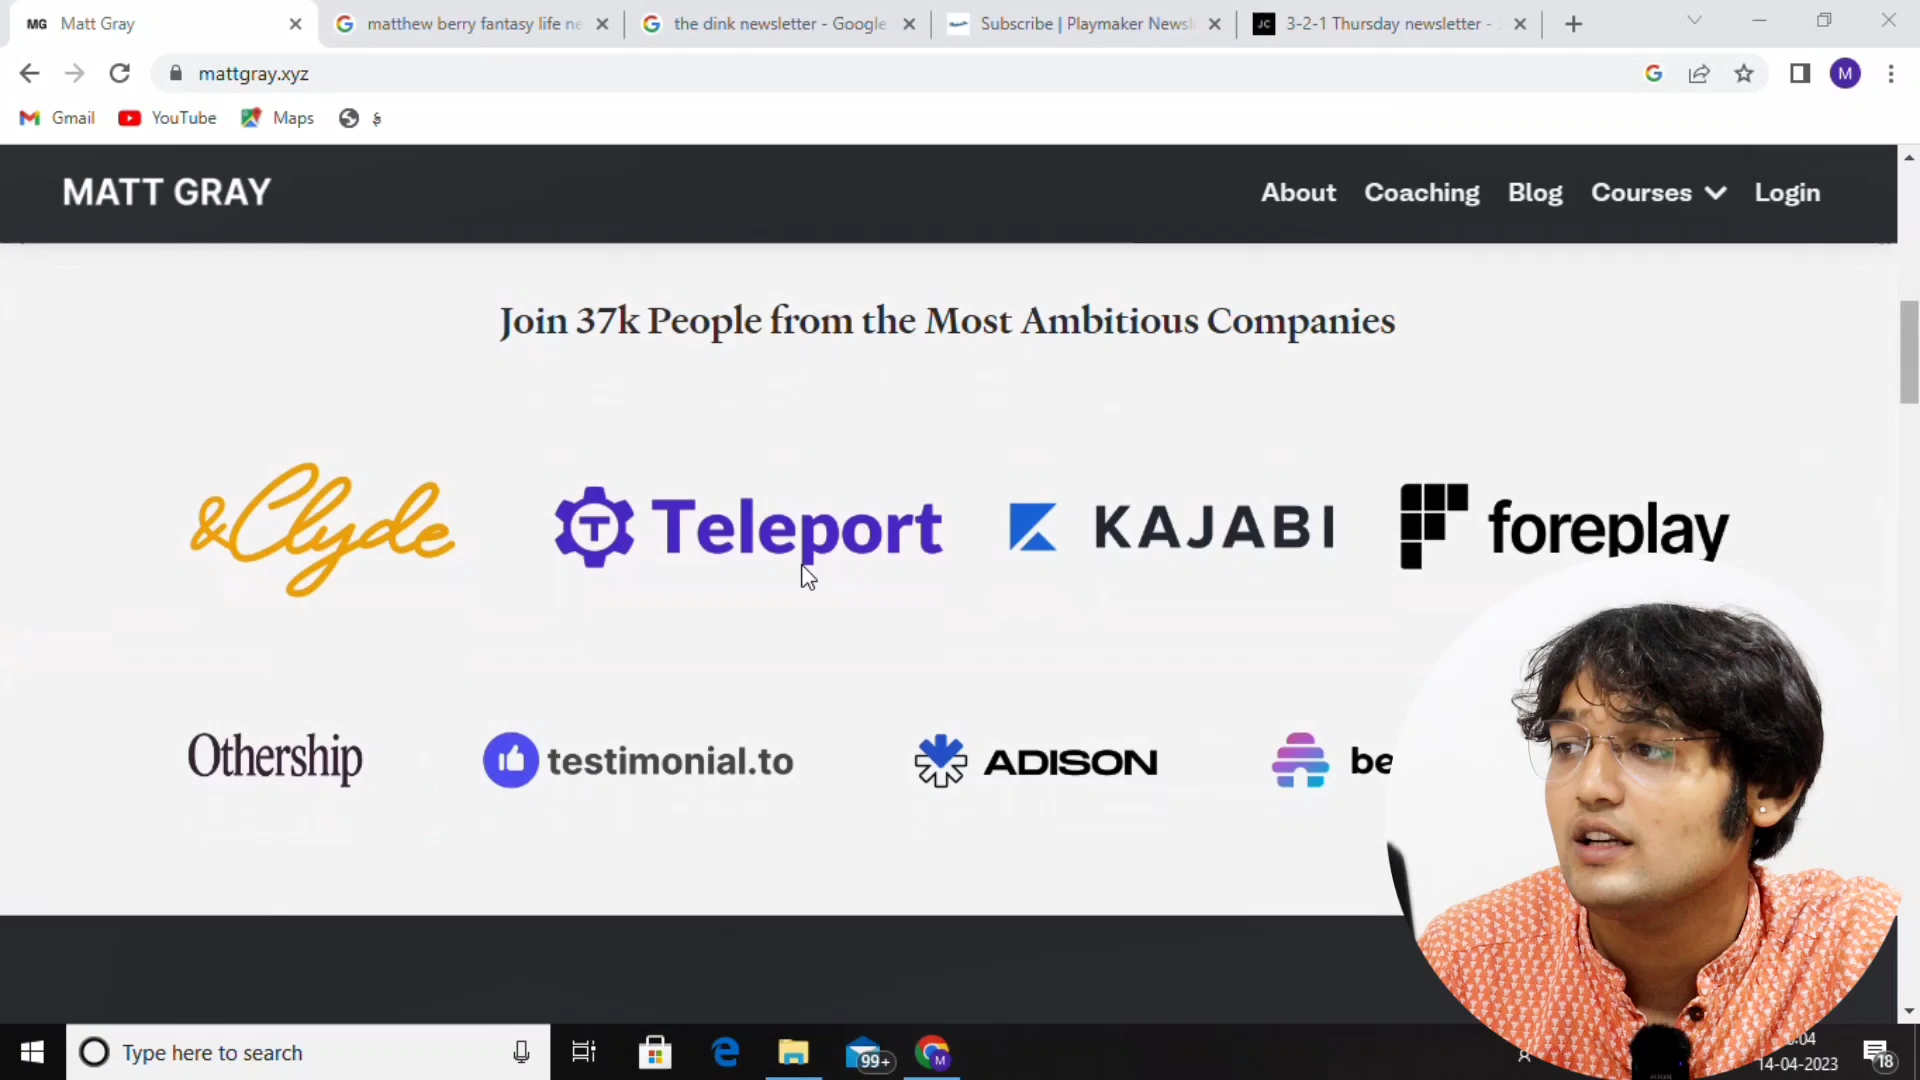 MG Matt Gray
matthew berry fantasy life ne
the dink newsletter - Google
Subscribe | Playmaker Newsl
JC 3-2-1 Thursday newsletter - J
mattgray.xyz
M
Gmail YouTube Maps $
MATT GRAY
About Coaching Blog Courses Login
Join 37k People from the Most Ambitious Companies
&Clyde
T Teleport
KAJABI
foreplay
Othership
testimonial.to
ADISON
be
Type here to search
99+
M
:04
14-04-2023
18